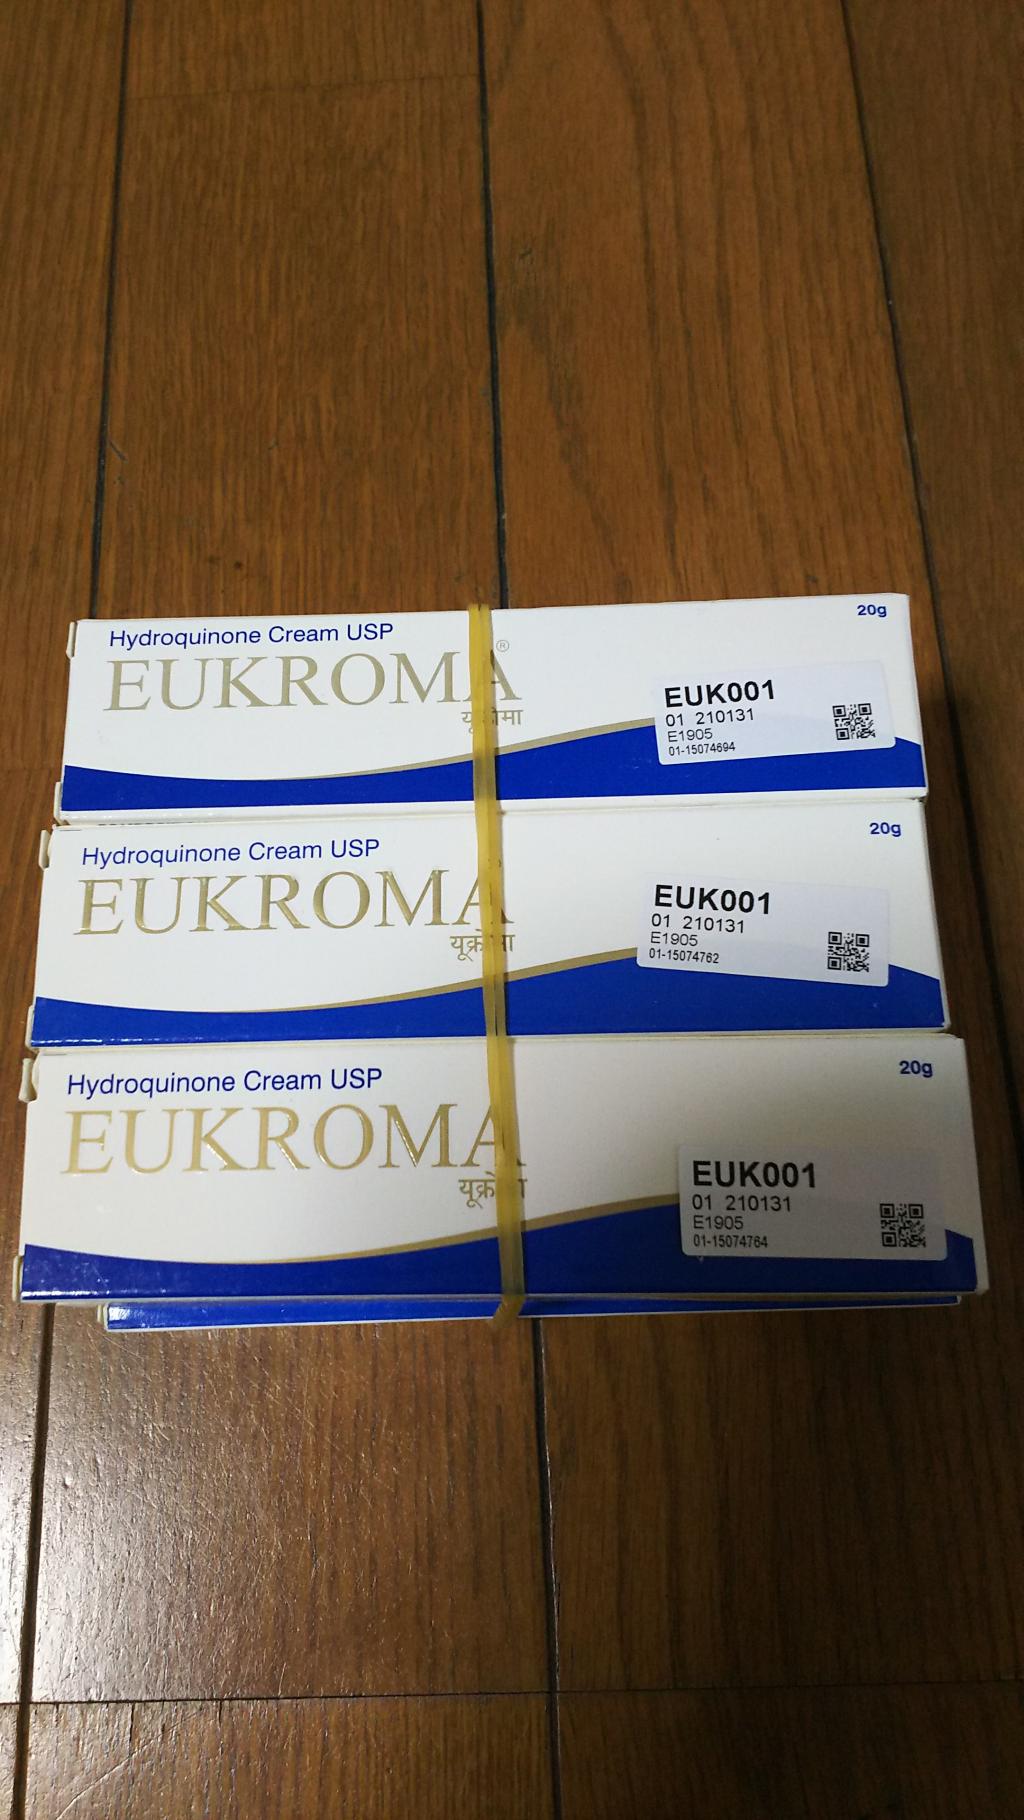 Hydroquinone Cream USP
20g
EUKROMA
®
EUK001
01 210131
E1905
01-15074694
Hydroquinone Cream USP
20g
EUKROMA
EUK001
01 210131
E1905
01-15074762
Hydroquinone Cream USP
20g
EUKROMA
EUK001
01 210131
E1905
01-15074764